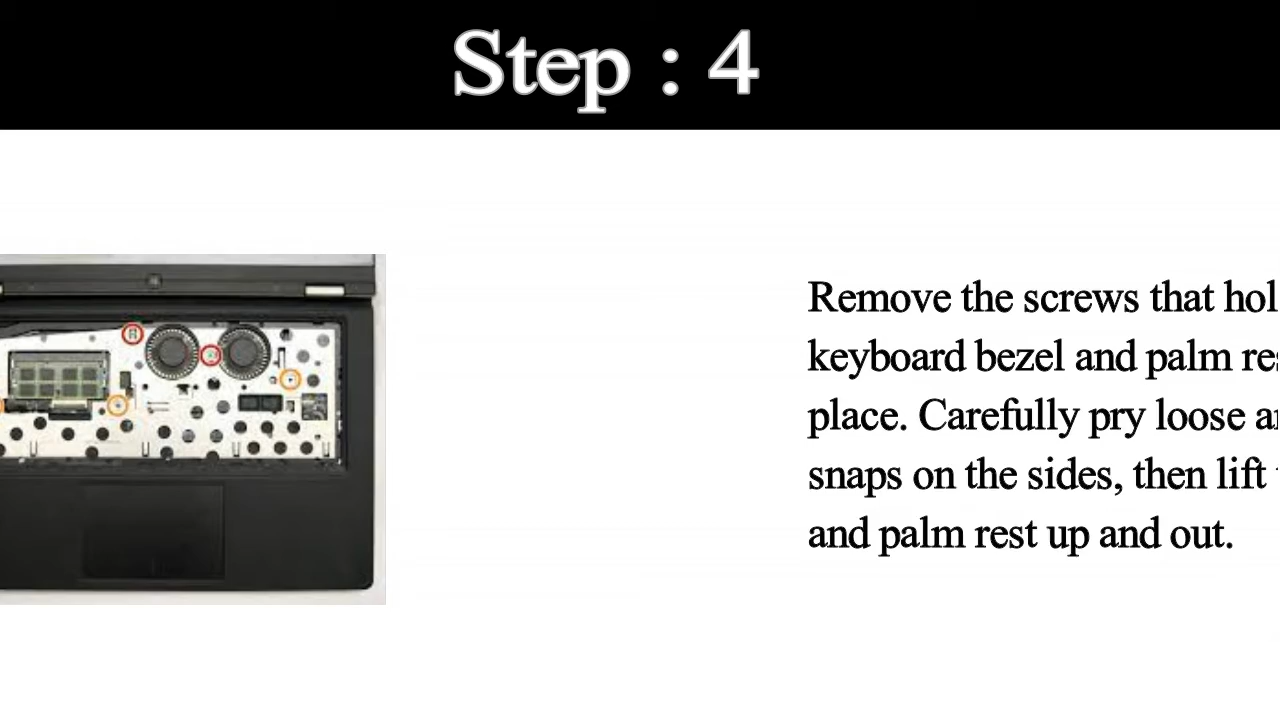 Step : 4
Remove the screws that hol
keyboard bezel and palm res
place. Carefully pry loose
snaps on the sides, then lift
and palm rest up and out.